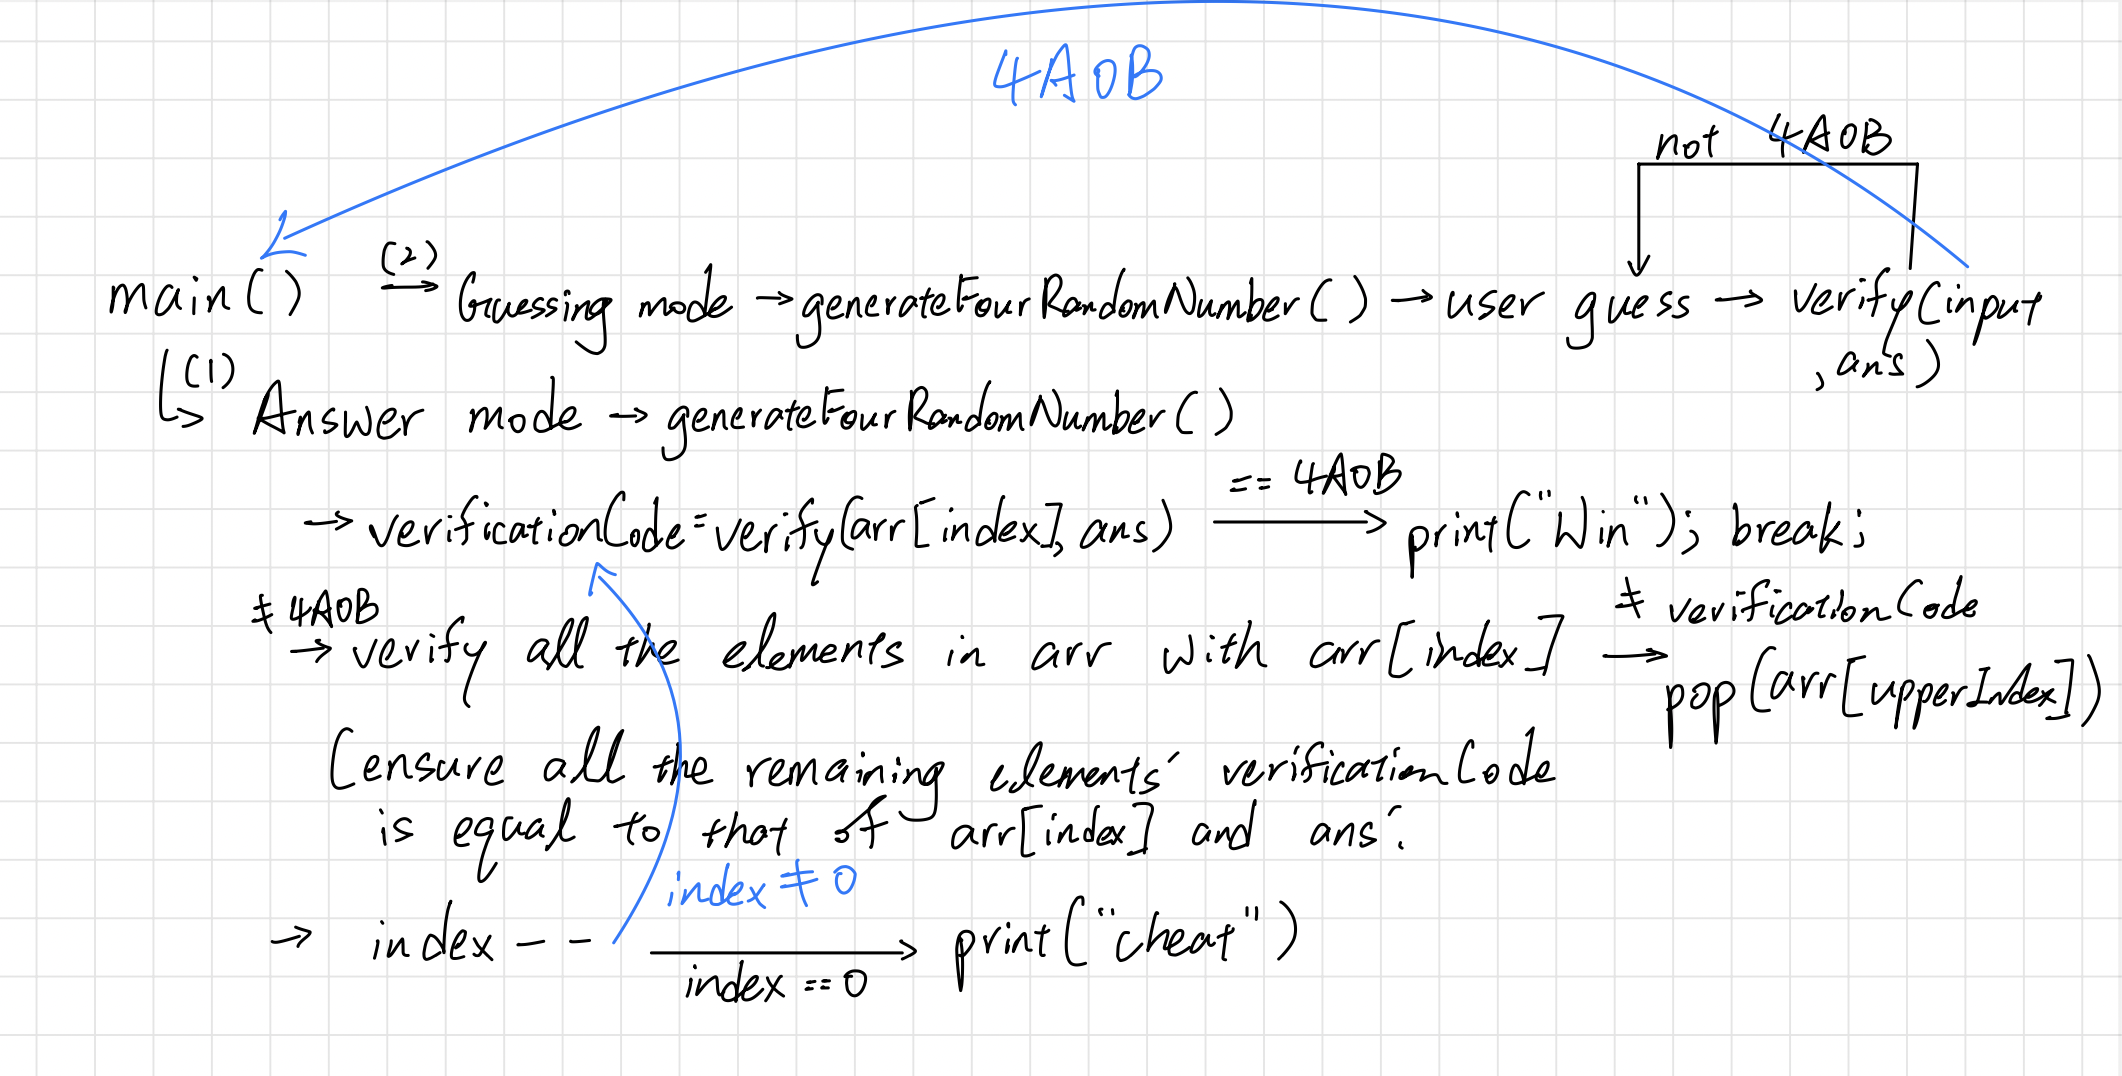 4A0B
not 4A0B
main() (2) → Guessing mode → generateFourRandomNumber() → user guess → verify(input
, ans)
(1) Answer mode → generateFourRandomNumber()
== 4A0B
→ verificationCode=verify(arr[index], ans) → print("Win"); break;
≠ 4A0B
≠ verificationCode
→ verify all the elements in arr with arr[index] →
pop(arr[upperIndex])
(ensure all the remaining elements' verificationCode
is equal to that of arr[index] and ans.
index ≠ 0
→ index-- → print("cheat")
index == 0